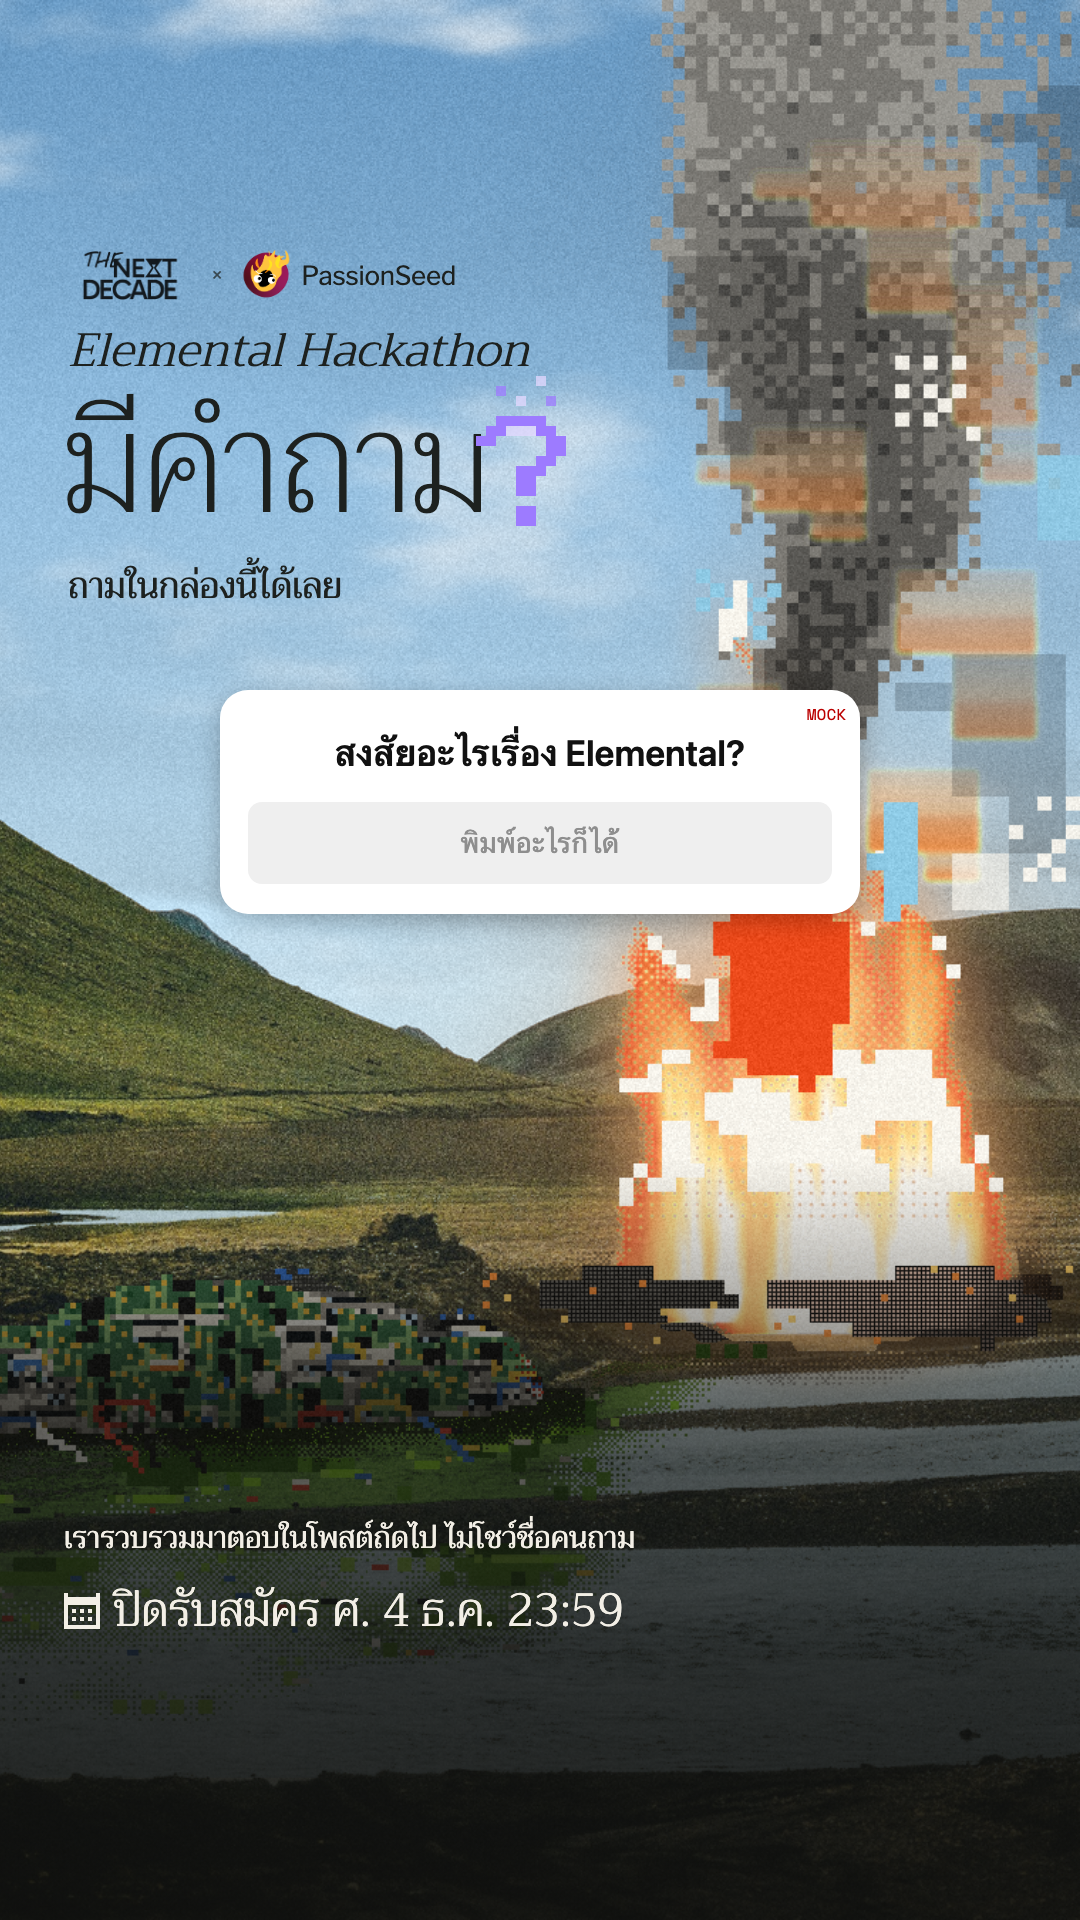 THE NEXT DECADE × PassionSeed
Elemental Hackathon
มีคำถาม?
ถามในกล่องนี้ได้เลย
MOCK
สงสัยอะไรเรื่อง Elemental?
พิมพ์อะไรก็ได้
เรารวบรวมมาตอบในโพสต์ถัดไป ไม่โชว์ชื่อคนถาม
ปิดรับสมัคร ศ. 4 ธ.ค. 23:59